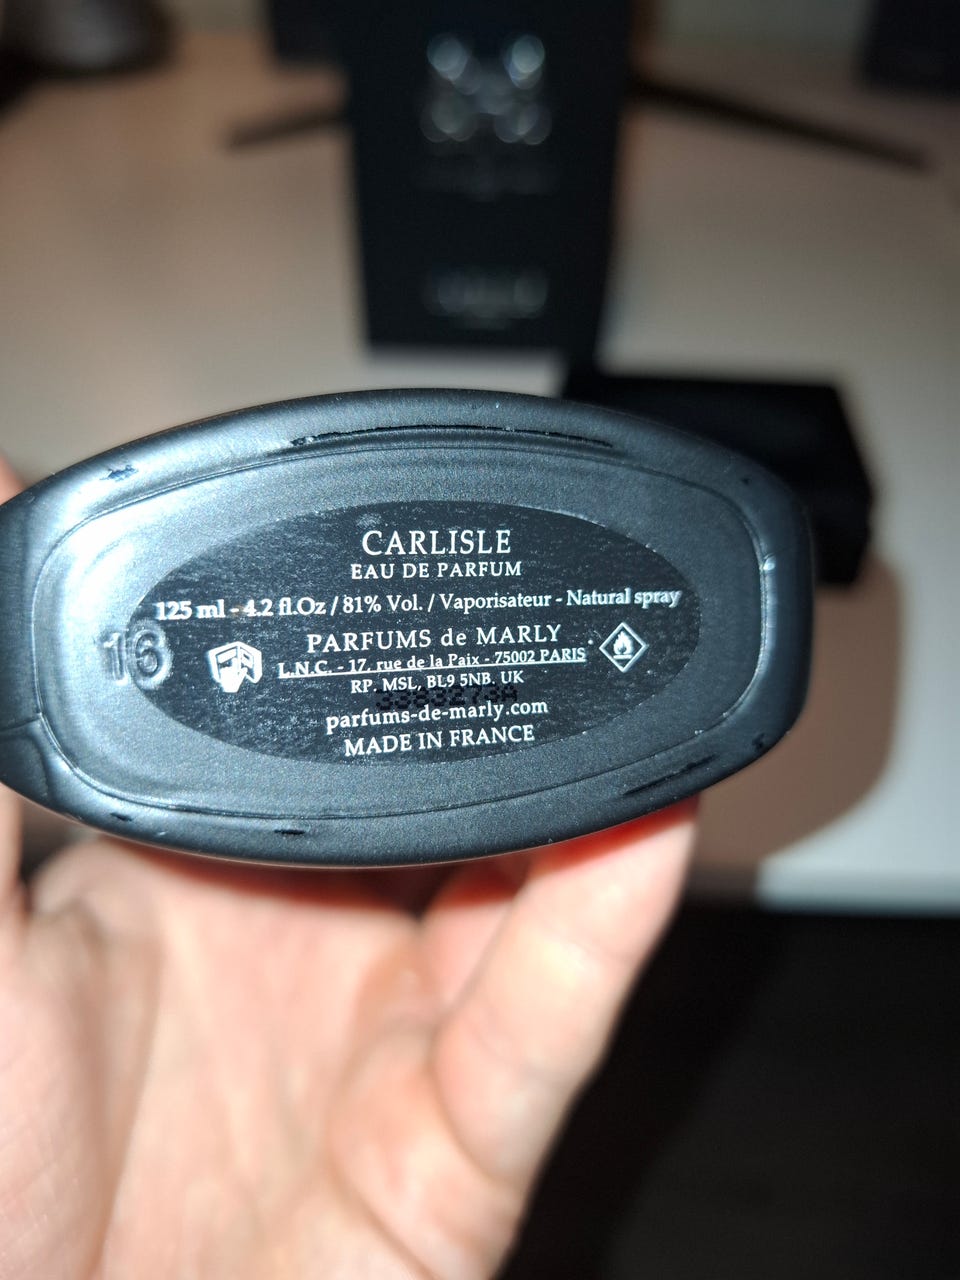 CARLISLE
EAU DE PARFUM
125 ml - 4.2 fl.Oz / 81% Vol. / Vaporisateur - Natural spray
16
PARFUMS de MARLY
L.N.C. - 17, rue de la Paix - 75002 PARIS
RP. MSL, BL9 5NB. UK
parfums-de-marly.com
MADE IN FRANCE